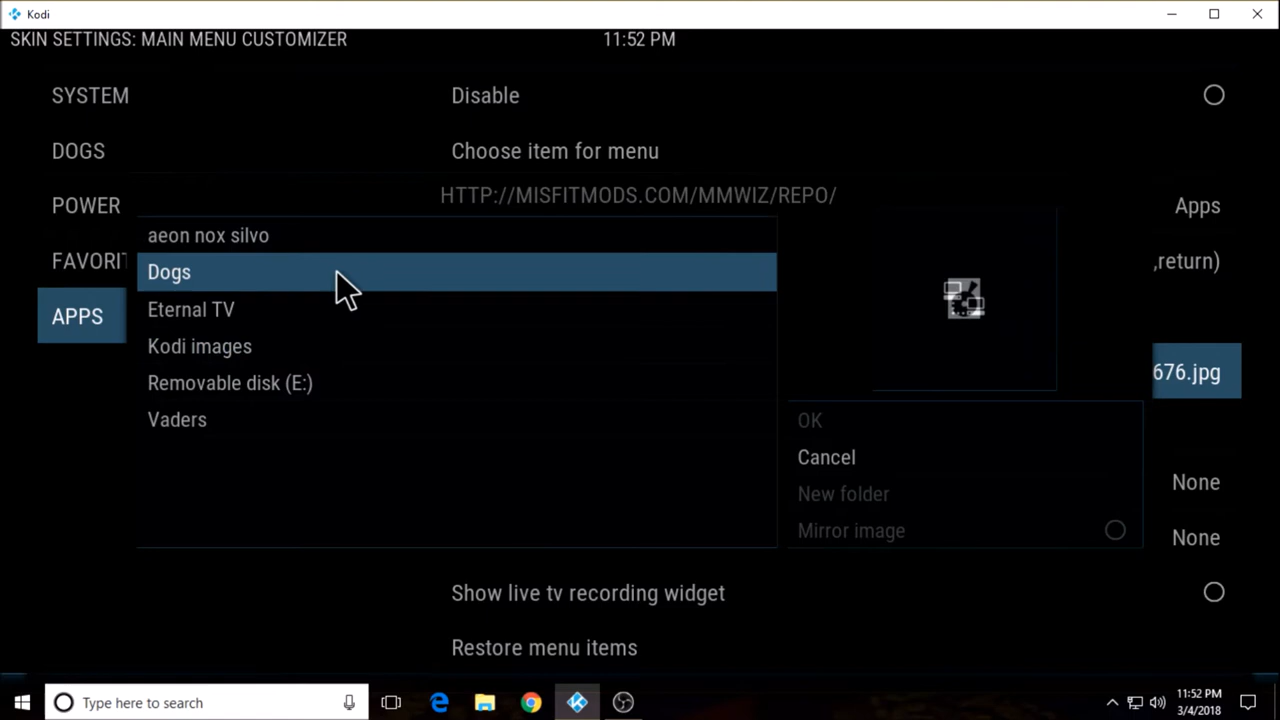 Kodi
SKIN SETTINGS: MAIN MENU CUSTOMIZER
11:52 PM
SYSTEM
Disable
DOGS
Choose item for menu
HTTP://MISFITMODS.COM/MMWIZ/REPO/
POWER
Apps
aeon nox silvo
FAVORIT
,return)
Dogs
Eternal TV
APPS
Kodi images
676.jpg
Removable disk (E:)
Vaders
OK
Cancel
New folder
None
Mirror image
None
Show live tv recording widget
Restore menu items
Type here to search
11:52 PM
3/4/2018